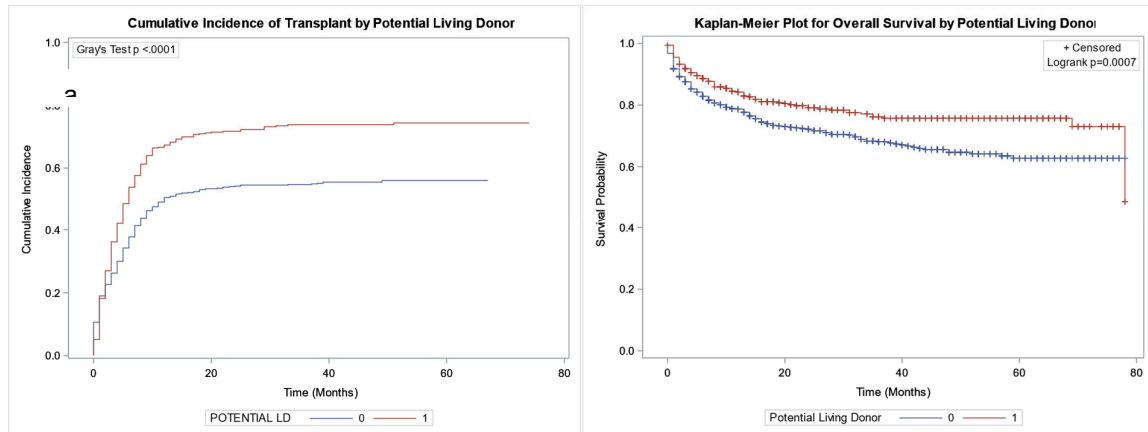 Cumulative Incidence of Transplant by Potential Living Donor
Gray's Test p <.0001
a
Cumulative Incidence
1.0
0.6
0.4
0.2
0.0
0 20 40 60 80
Time (Months)
POTENTIAL LD 0 1
Kaplan-Meier Plot for Overall Survival by Potential Living Donor
+ Censored
Logrank p=0.0007
Survival Probability
1.0
0.8
0.6
0.4
0.2
0.0
0 20 40 60 80
Time (Months)
Potential Living Donor 0 1